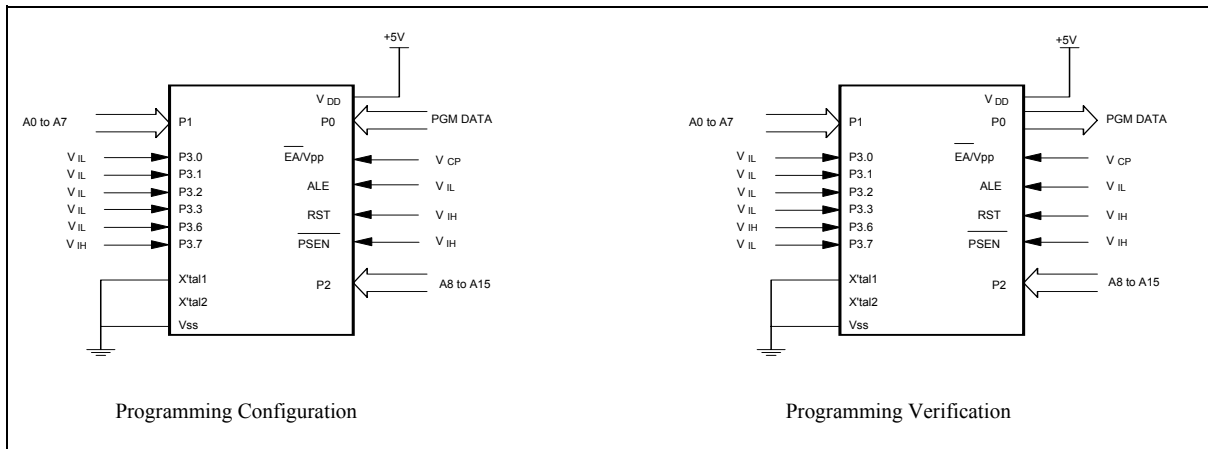 +5V
V DD
A0 to A7
P1
P0
PGM DATA
V IL
P3.0
EA/Vpp
V CP
V IL
P3.1
V IL
P3.2
ALE
V IL
V IL
P3.3
RST
V IH
V IL
P3.6
V IH
P3.7
PSEN
V IH
X'tal1
P2
A8 to A15
X'tal2
Vss
Programming Configuration
+5V
V DD
A0 to A7
P1
P0
PGM DATA
V IL
P3.0
EA/Vpp
V CP
V IL
P3.1
V IL
P3.2
ALE
V IL
V IL
P3.3
RST
V IH
V IH
P3.6
V IL
P3.7
PSEN
V IH
X'tal1
P2
A8 to A15
X'tal2
Vss
Programming Verification